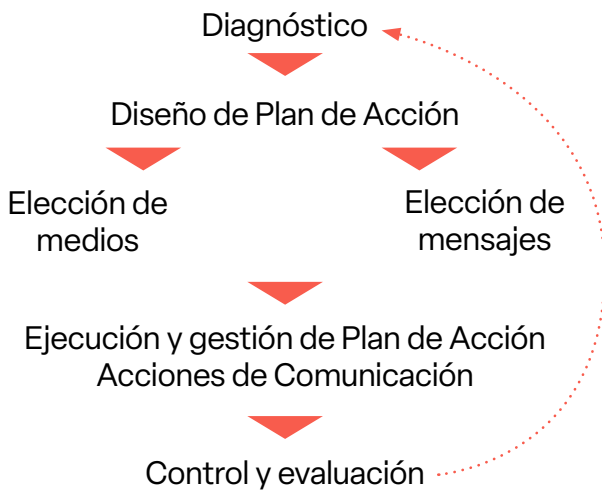 Diagnóstico
Diseño de Plan de Acción
Elección de
medios
Elección de
mensajes
Ejecución y gestión de Plan de Acción
Acciones de Comunicación
Control y evaluación